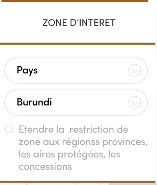 ZONE D'INTERET
Pays
Burundi
Etendre la restriction de
zone aux régionss provinces,
les aires protégées, les
concessions